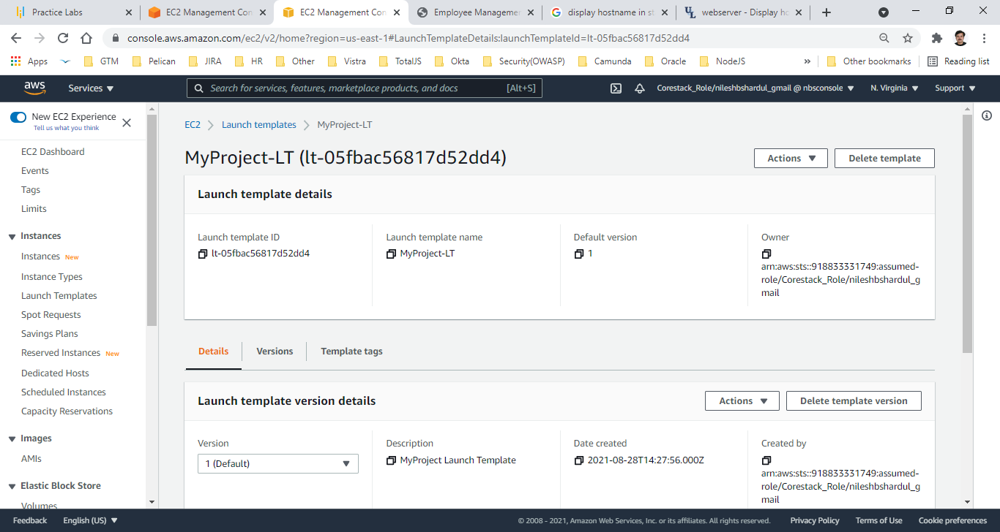 Practice Labs
EC2 Management Con
EC2 Management Con
Employee Managemen
display hostname in st
webserver - Display ho
console.aws.amazon.com/ec2/v2/home?region=us-east-1#LaunchTemplateDetails:launchTemplateId=lt-05fbac56817d52dd4
Apps GTM Pelican JIRA HR Other Vistra TotalJS Okta Security(OWASP) Camunda Oracle NodeJS » Other bookmarks Reading list
aws Services Search for services, features, marketplace products, and docs [Alt+S] Corestack_Role/nileshbshardul_gmail @ nbsconsole N. Virginia Support
New EC2 Experience
Tell us what you think
EC2 Dashboard
Events
Tags
Limits
Instances
Instances New
Instance Types
Launch Templates
Spot Requests
Savings Plans
Reserved Instances New
Dedicated Hosts
Scheduled Instances
Capacity Reservations
Images
AMIs
Elastic Block Store
Volumes
EC2 Launch templates MyProject-LT
MyProject-LT (lt-05fbac56817d52dd4)
Actions Delete template
Launch template details
Launch template ID
lt-05fbac56817d52dd4
Launch template name
MyProject-LT
Default version
1
Owner
arn:aws:sts::918833331749:assumed-
role/Corestack_Role/nileshbshardul_g
mail
Details Versions Template tags
Launch template version details
Actions Delete template version
Version
1 (Default)
Description
MyProject Launch Template
Date created
2021-08-28T14:27:56.000Z
Created by
arn:aws:sts::918833331749:assumed-
role/Corestack_Role/nileshbshardul_g
mail
Feedback English (US) © 2008 - 2021, Amazon Web Services, Inc. or its affiliates. All rights reserved. Privacy Policy Terms of Use Cookie preferences